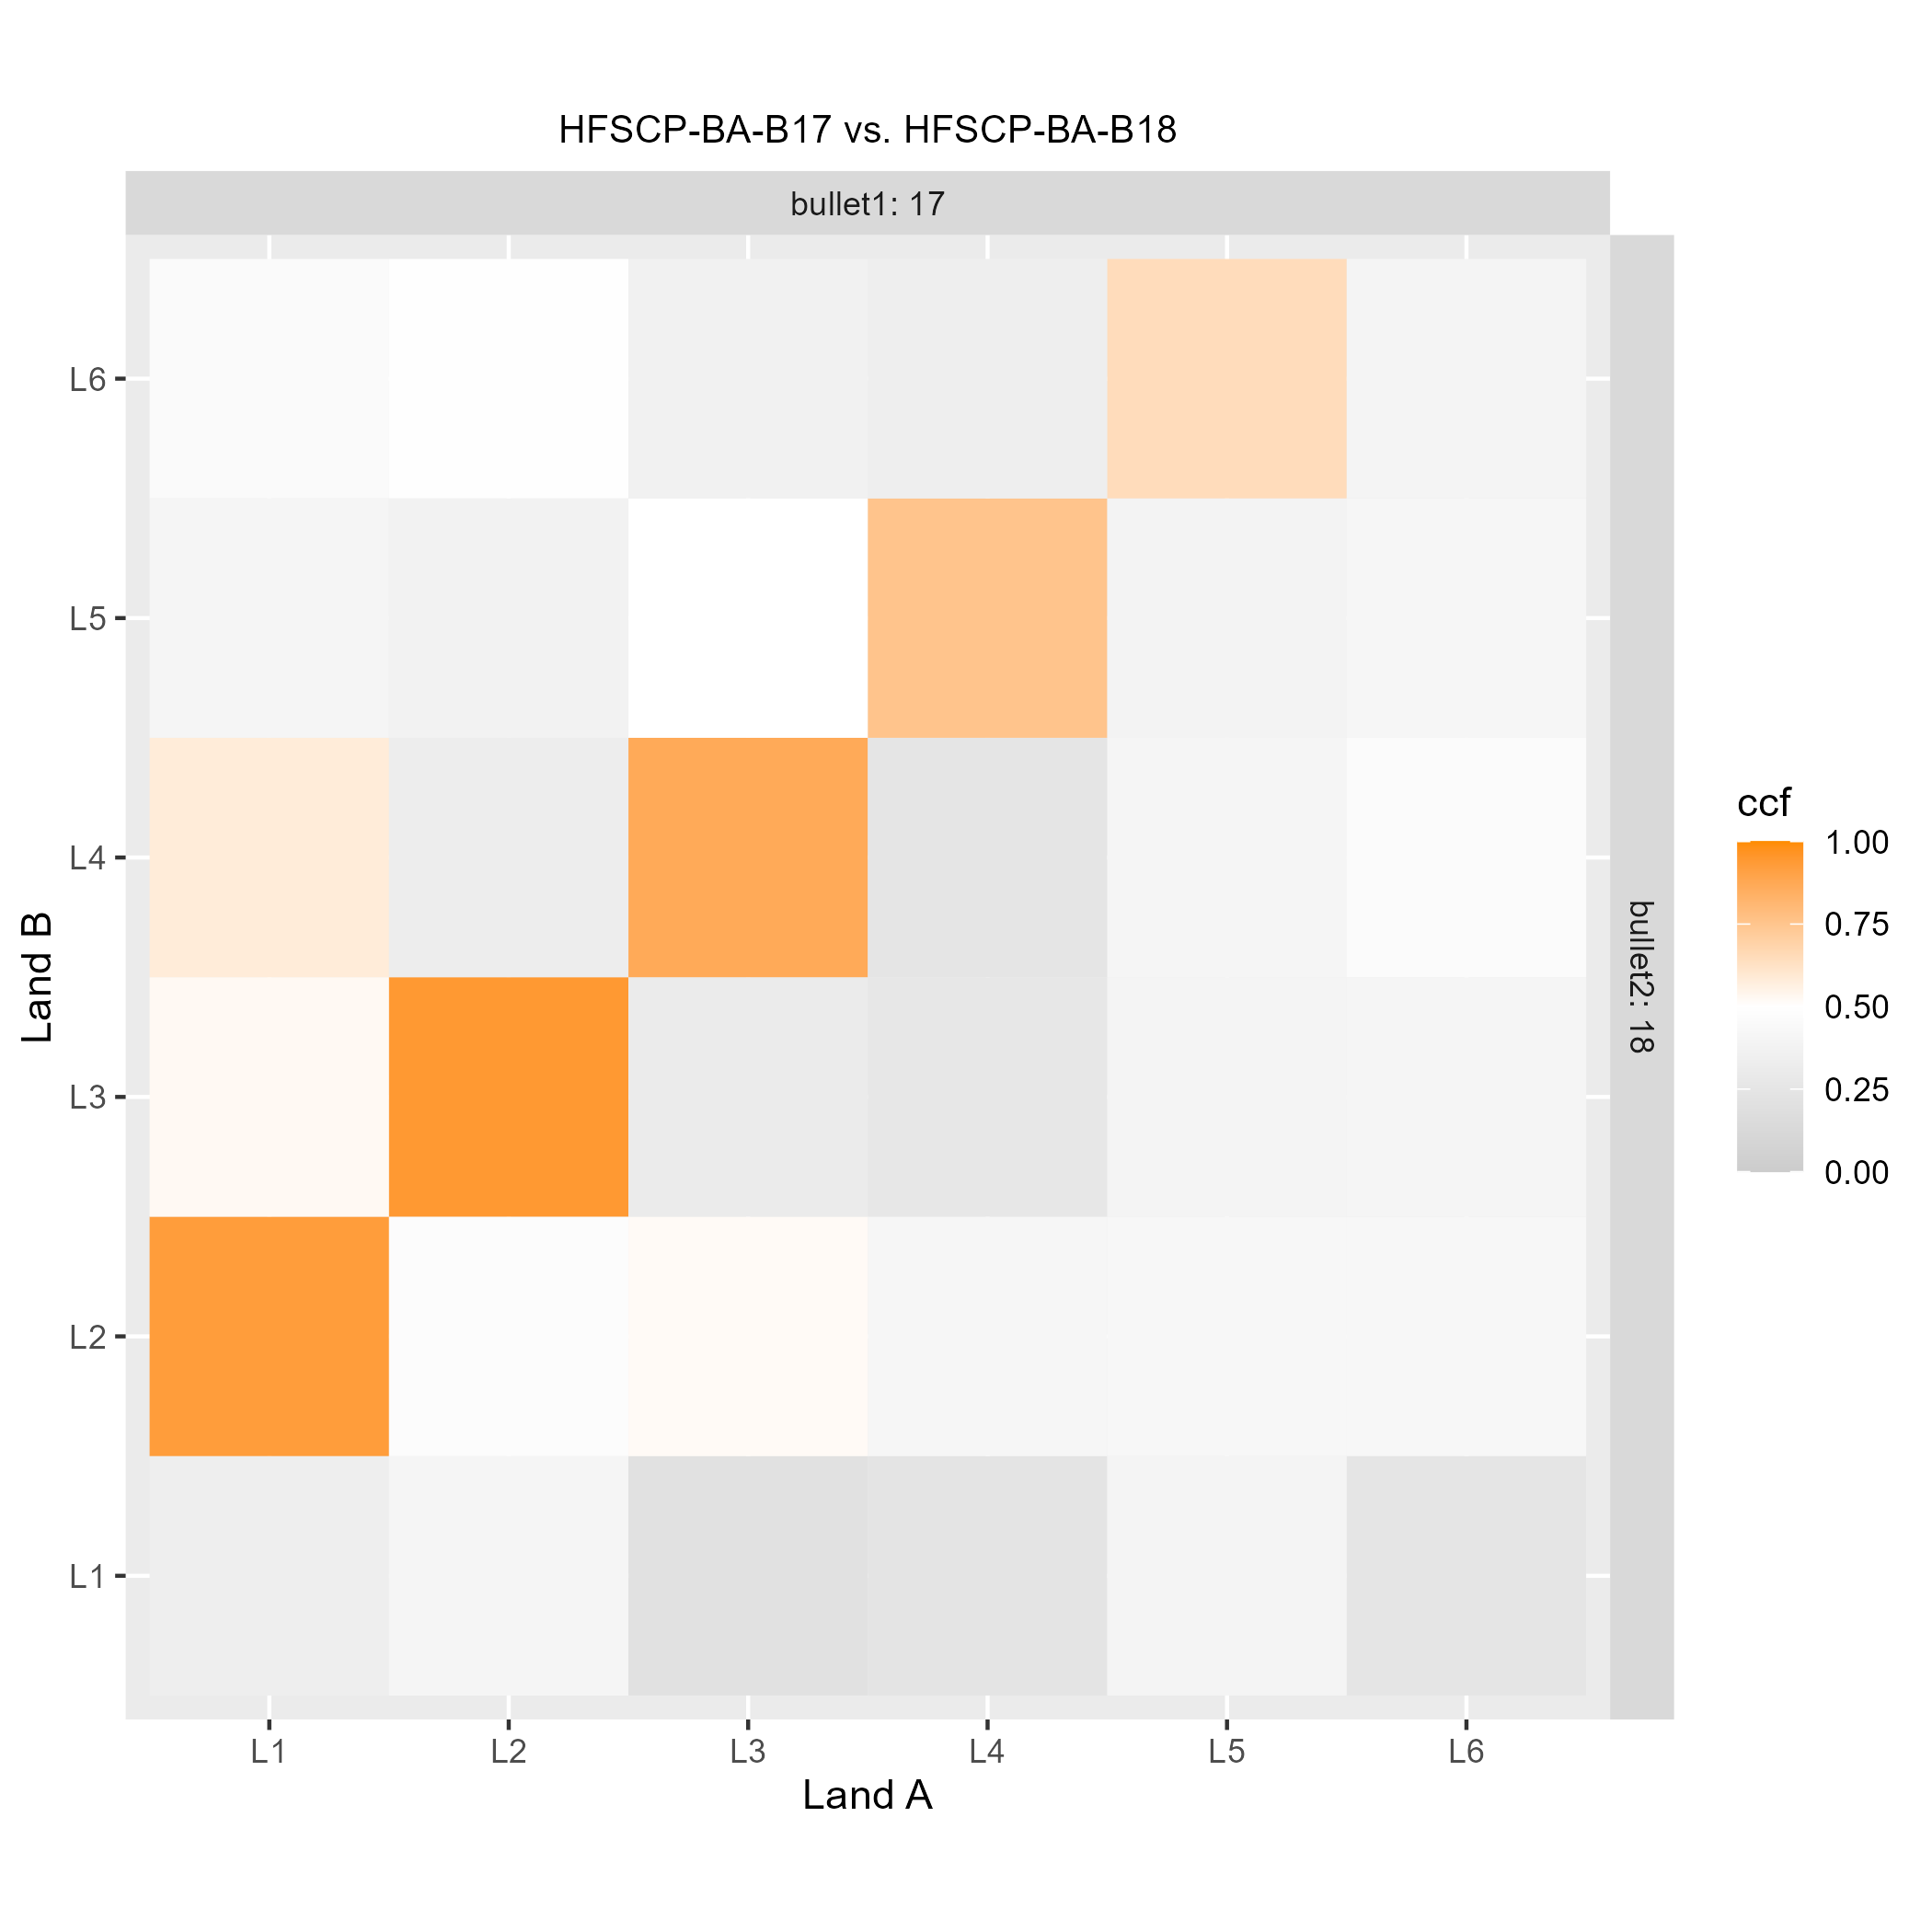 HFSCP-BA-B17 vs. HFSCP-BA-B18
bullet1: 17
L6
L5
L4
L3
L2
L1
Land B
bullet2: 18
L1
L2
L3
L4
L5
L6
Land A
ccf
1.00
0.75
0.50
0.25
0.00